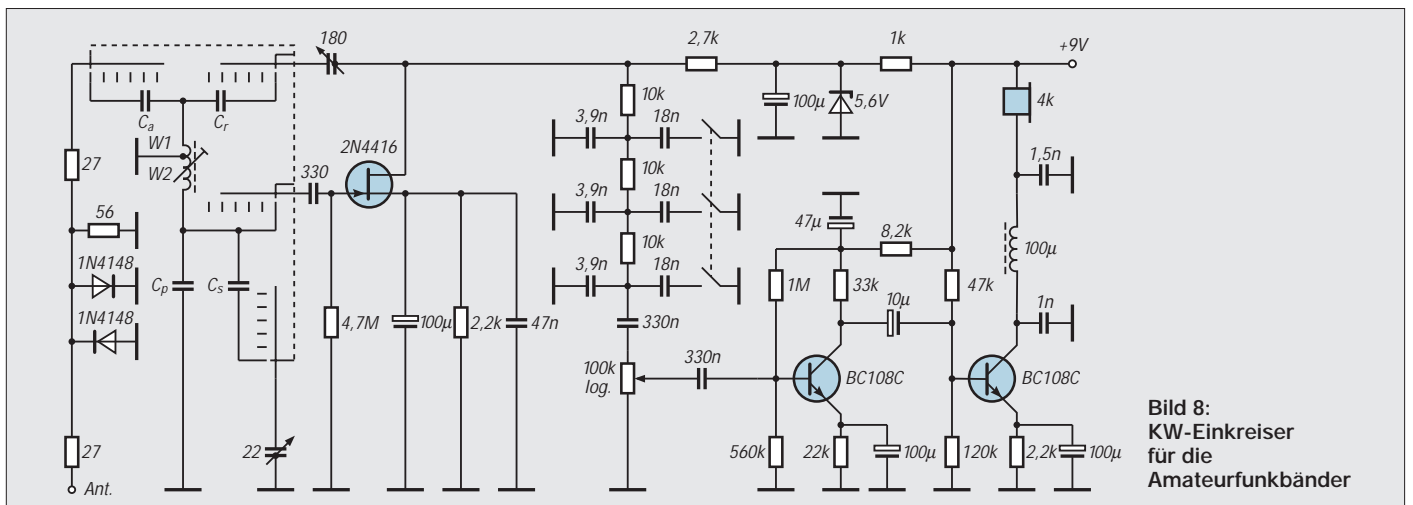 180
2,7k
1k
+9V
10k
100µ
5,6V
4k
Ca
Cr
3,9n
18n
W1
W2
2N4416
1,5n
27
330
10k
56
3,9n
18n
47µ
8,2k
100µ
1N4148
10k
Cp
Cs
3,9n
18n
1M
33k
47k
10µ
1N4148
4,7M
100µ
2,2k
47n
330n
1n
100k
log.
330n
BC108C
BC108C
27
22
560k
22k
100µ
120k
2,2k
100µ
Ant.
Bild 8:
KW-Einkreiser
für die
Amateurfunkbänder